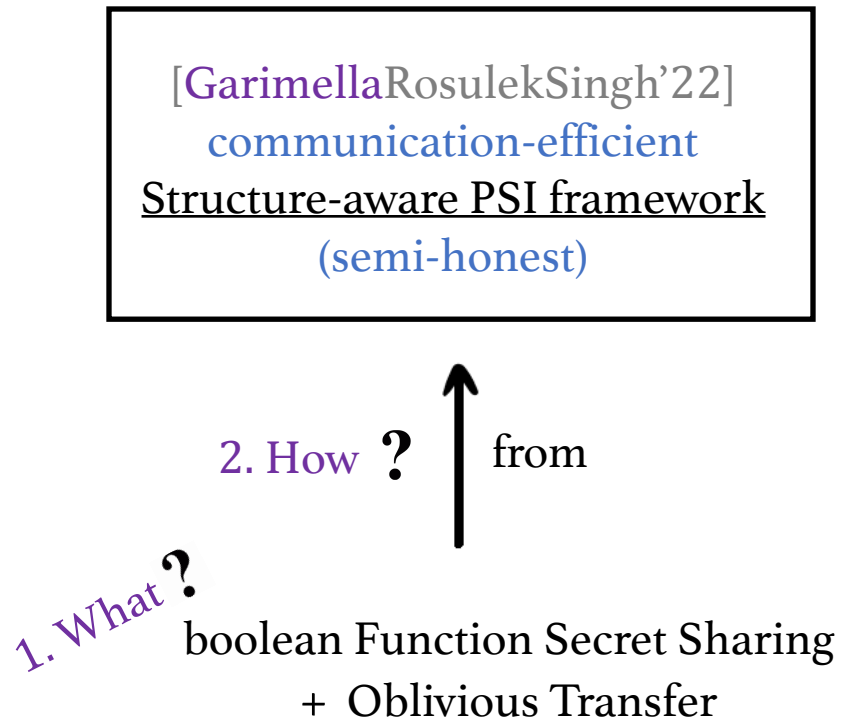 [GarimellaRosulekSingh’22]
communication-efficient
Structure-aware PSI framework
(semi-honest)
2. How ?
from
1. What ?
boolean Function Secret Sharing
+ Oblivious Transfer